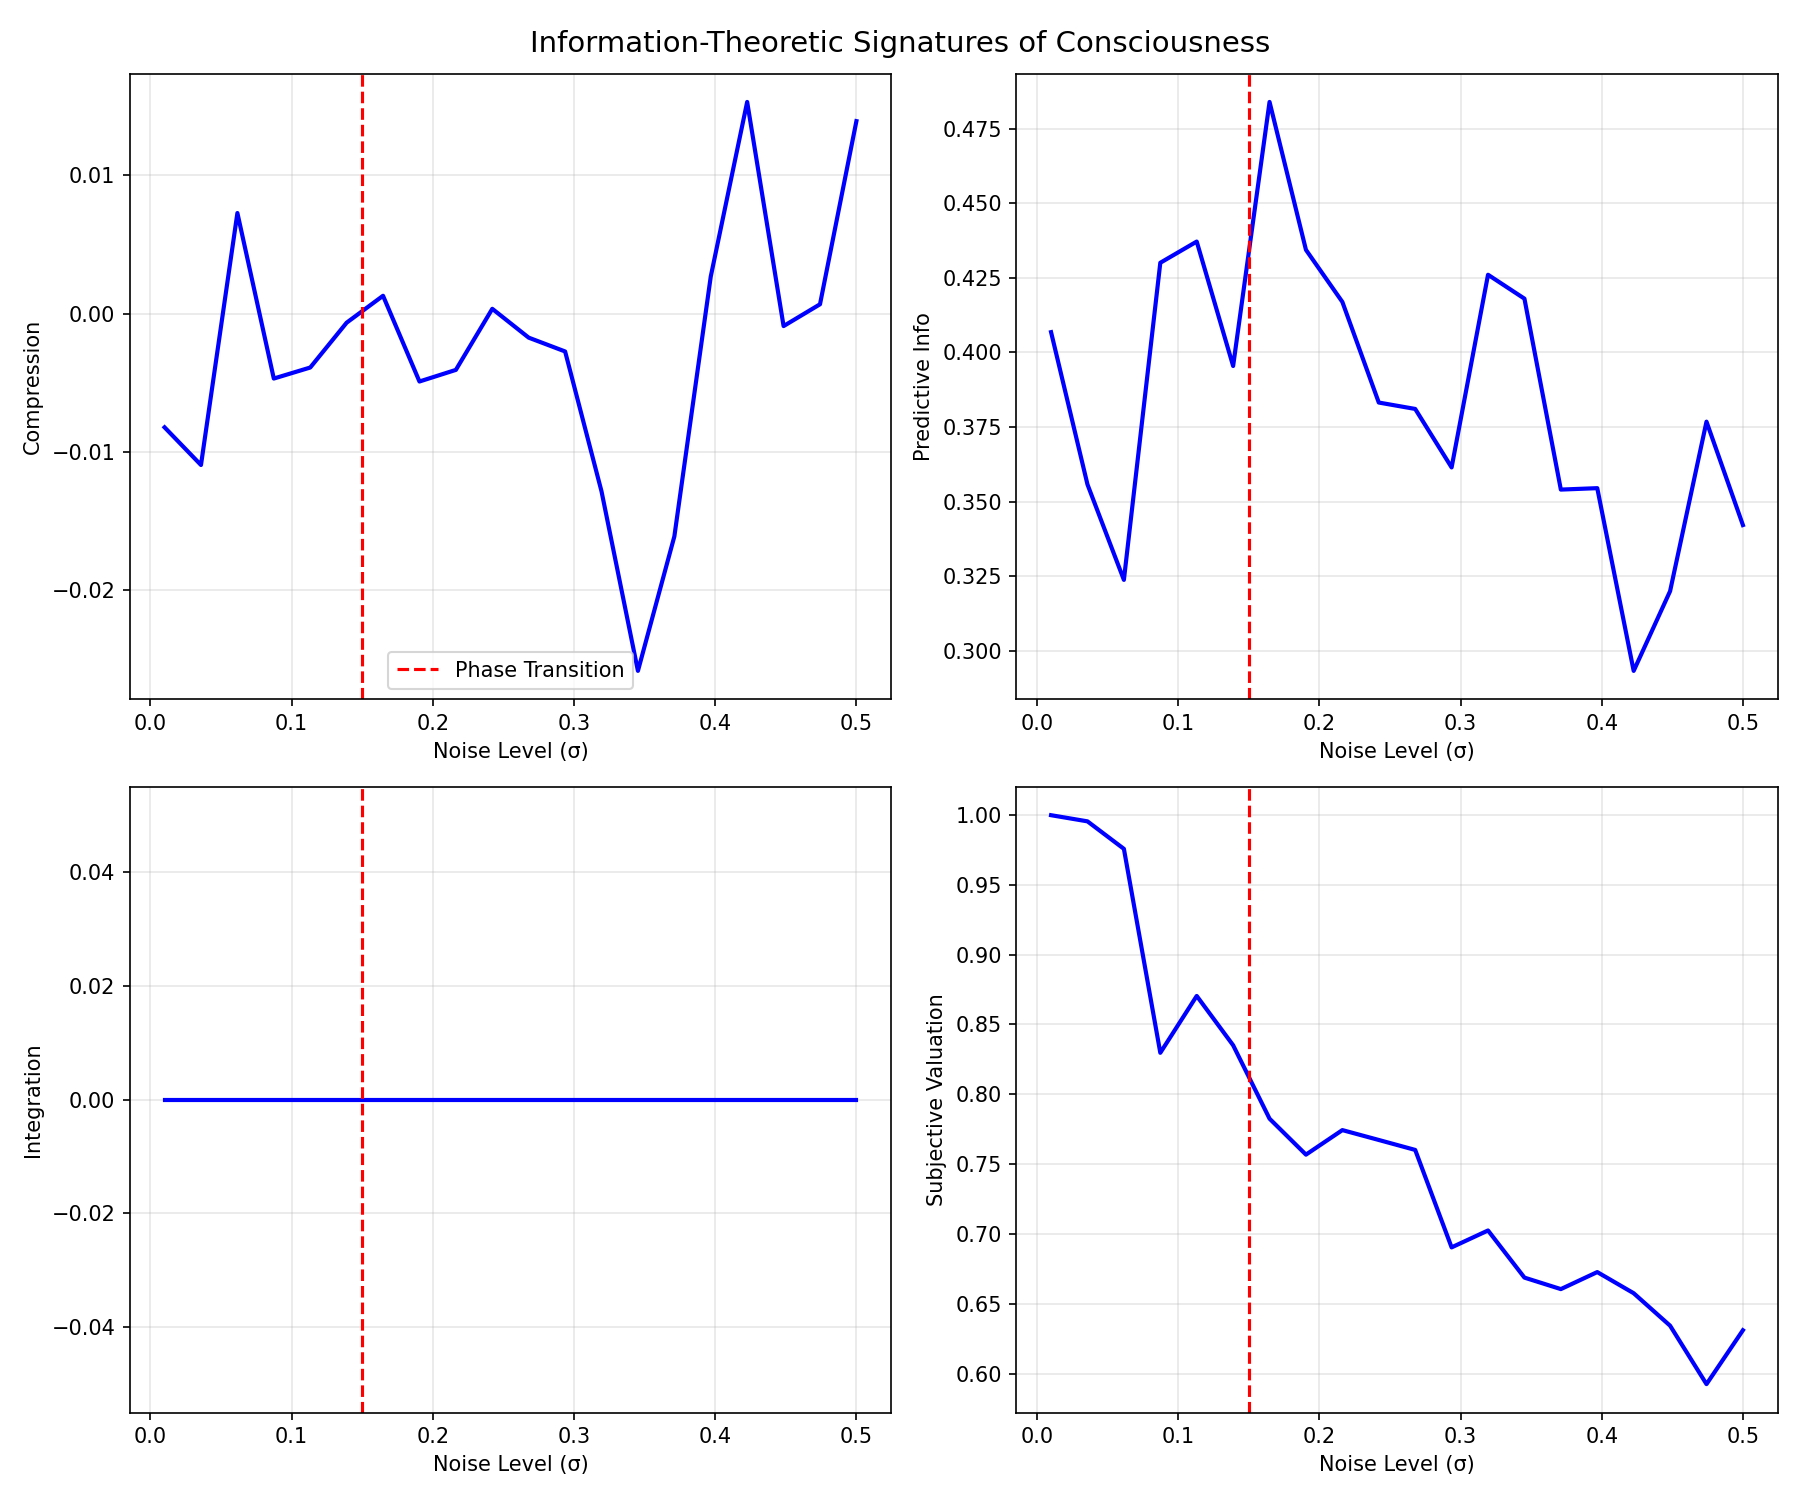 Information-Theoretic Signatures of Consciousness
Compression
0.01
0.00
−0.01
−0.02
Phase Transition
0.0 0.1 0.2 0.3 0.4 0.5
Noise Level (σ)
Predictive Info
0.475
0.450
0.425
0.400
0.375
0.350
0.325
0.300
0.0 0.1 0.2 0.3 0.4 0.5
Noise Level (σ)
Integration
0.04
0.02
0.00
−0.02
−0.04
0.0 0.1 0.2 0.3 0.4 0.5
Noise Level (σ)
Subjective Valuation
1.00
0.95
0.90
0.85
0.80
0.75
0.70
0.65
0.60
0.0 0.1 0.2 0.3 0.4 0.5
Noise Level (σ)